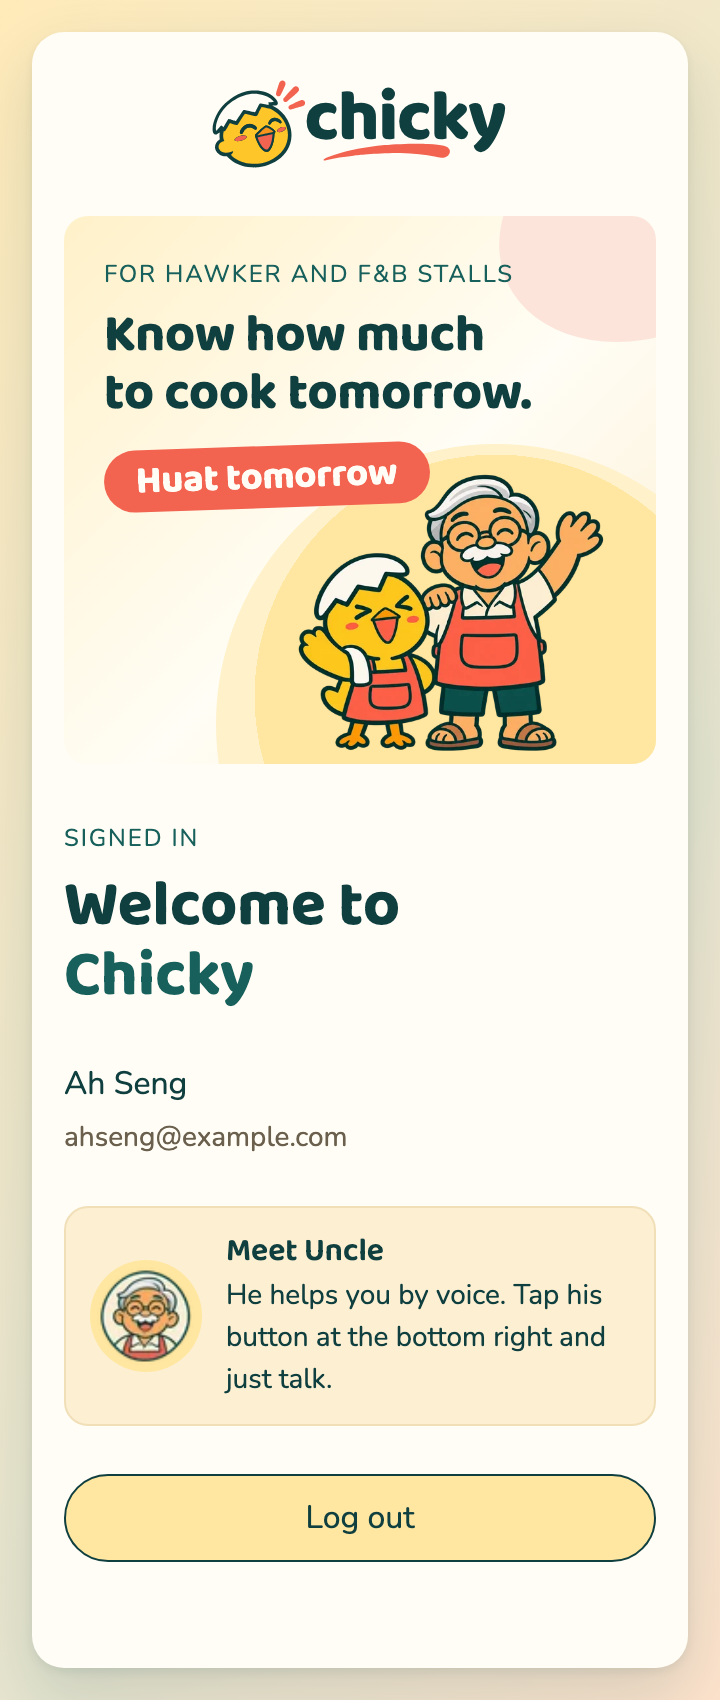 chicky
FOR HAWKER AND F&B STALLS
Know how much
to cook tomorrow.
Huat tomorrow
SIGNED IN
Welcome to
Chicky
Ah Seng
ahseng@example.com
Meet Uncle
He helps you by voice. Tap his
button at the bottom right and
just talk.
Log out